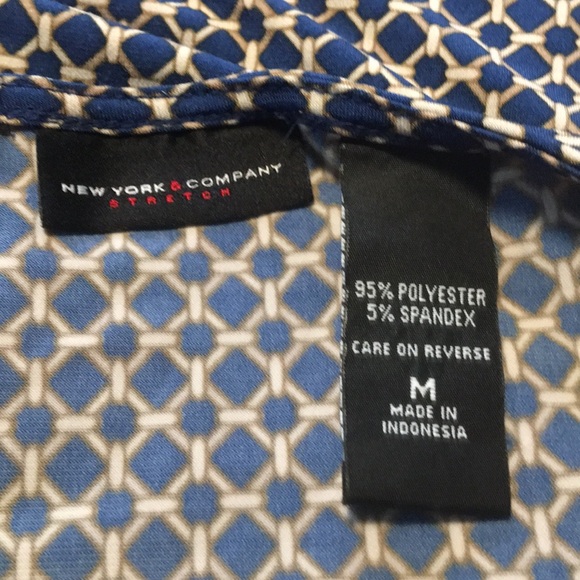 NEW YORK & COMPANY
STRETCH
95% POLYESTER
5% SPANDEX
CARE ON REVERSE
M
MADE IN
INDONESIA